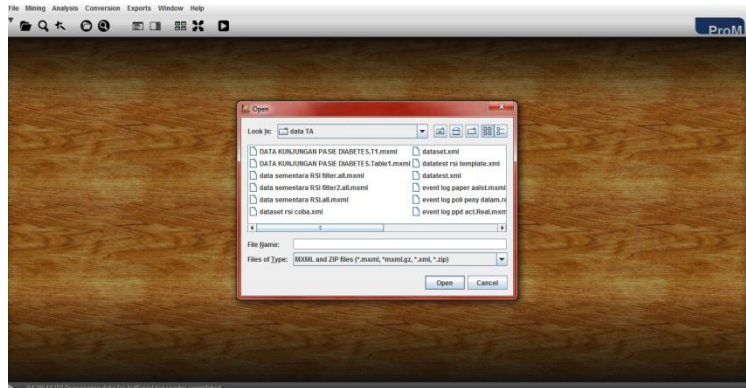 File Mining Analysis Conversion Exports Window Help
ProM
Open
Look In: data TA
DATA KUNJUNGAN PASIE DIABETES.T1.mxml
DATA KUNJUNGAN PASIE DIABETES.Table1.mxml
data sementara RSI filter.all.mxml
data sementara RSI filter2.all.mxml
data sementara RSI.all.mxml
dataset rsi coba.xml
dataset.xml
datatest rsi template.xml
datatest.xml
event log paper aalst.mxml
event log poli peny dalam.
event log ppd act.Real.mxm
File Name:
Files of Type: MXML and ZIP files (*.mxml, *mxml.gz, *.xml, *.zip)
Open Cancel